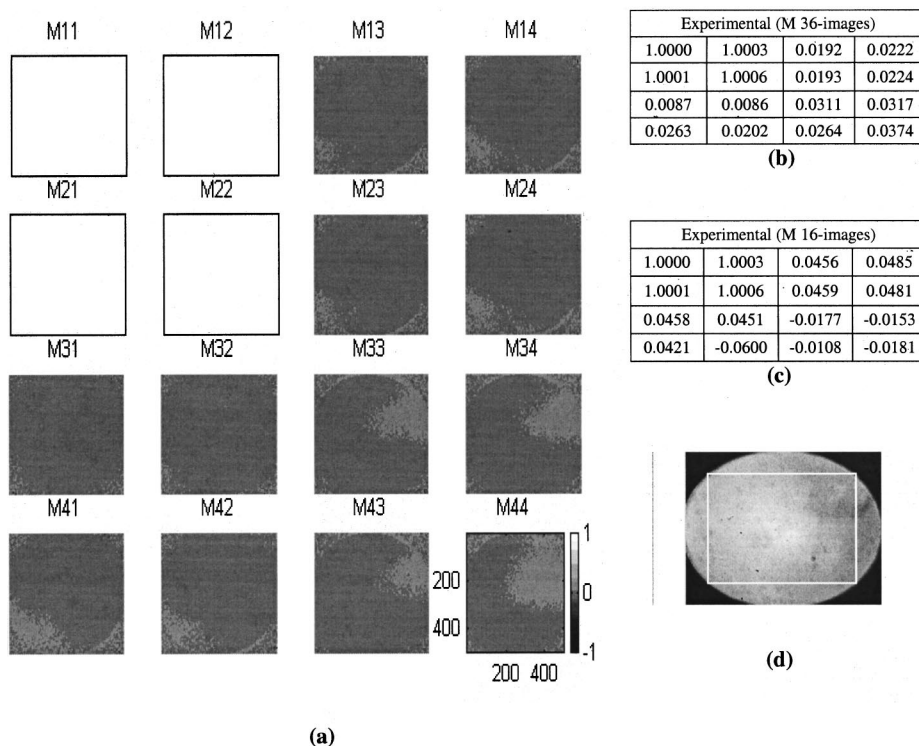 M11 M12 M13 M14
M21 M22 M23 M24
M31 M32 M33 M34
M41 M42 M43 M44
1
200 0
400
-1
200 400
(a)
Experimental (M 36-images)
1.0000 1.0003 0.0192 0.0222
1.0001 1.0006 0.0193 0.0224
0.0087 0.0086 0.0311 0.0317
0.0263 0.0202 0.0264 0.0374
(b)
Experimental (M 16-images)
1.0000 1.0003 0.0456 0.0485
1.0001 1.0006 0.0459 0.0481
0.0458 0.0451 -0.0177 -0.0153
0.0421 -0.0600 -0.0108 -0.0181
(c)
(d)